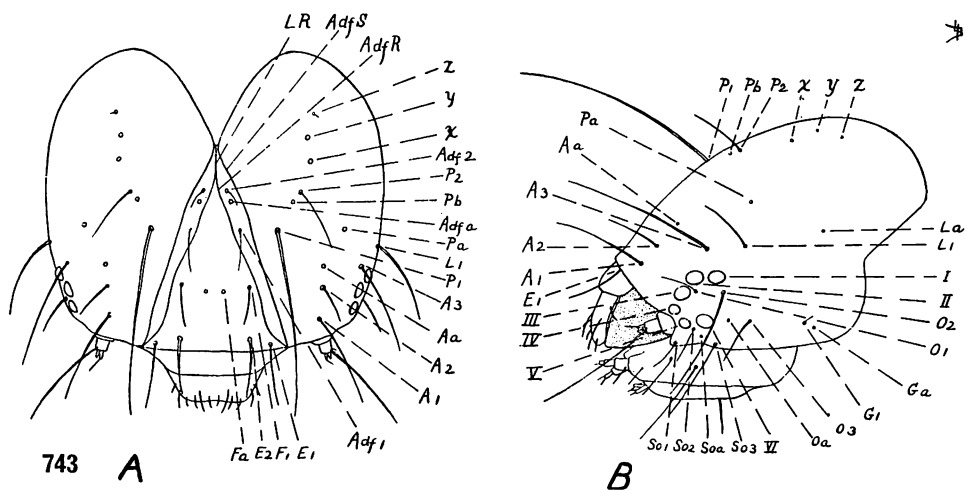 LR
AdfS
AdfR
Z
Y
X
Adf2
P2
Pb
Adfa
Pa
L1
P1
A3
Aa
A2
A1
Adf1
Fa E2 F1 E1
743 A
P1 Pb P2 X Y Z
Pa
Aa
A3
A2
A1
E1
III
IV
V
La
L1
I
II
O2
O1
Ga
G1
O3
Oa
So1 So2 Soa So3 VI
B